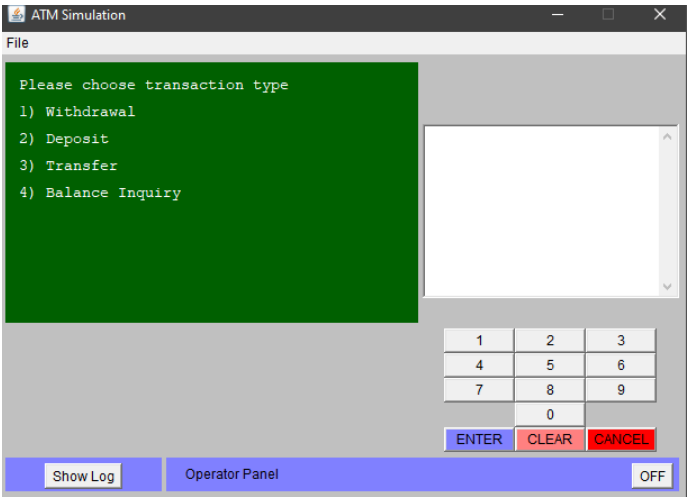 ATM Simulation
File
Please choose transaction type
1) Withdrawal
2) Deposit
3) Transfer
4) Balance Inquiry
1 2 3
4 5 6
7 8 9
0
ENTER CLEAR CANCEL
Show Log Operator Panel OFF